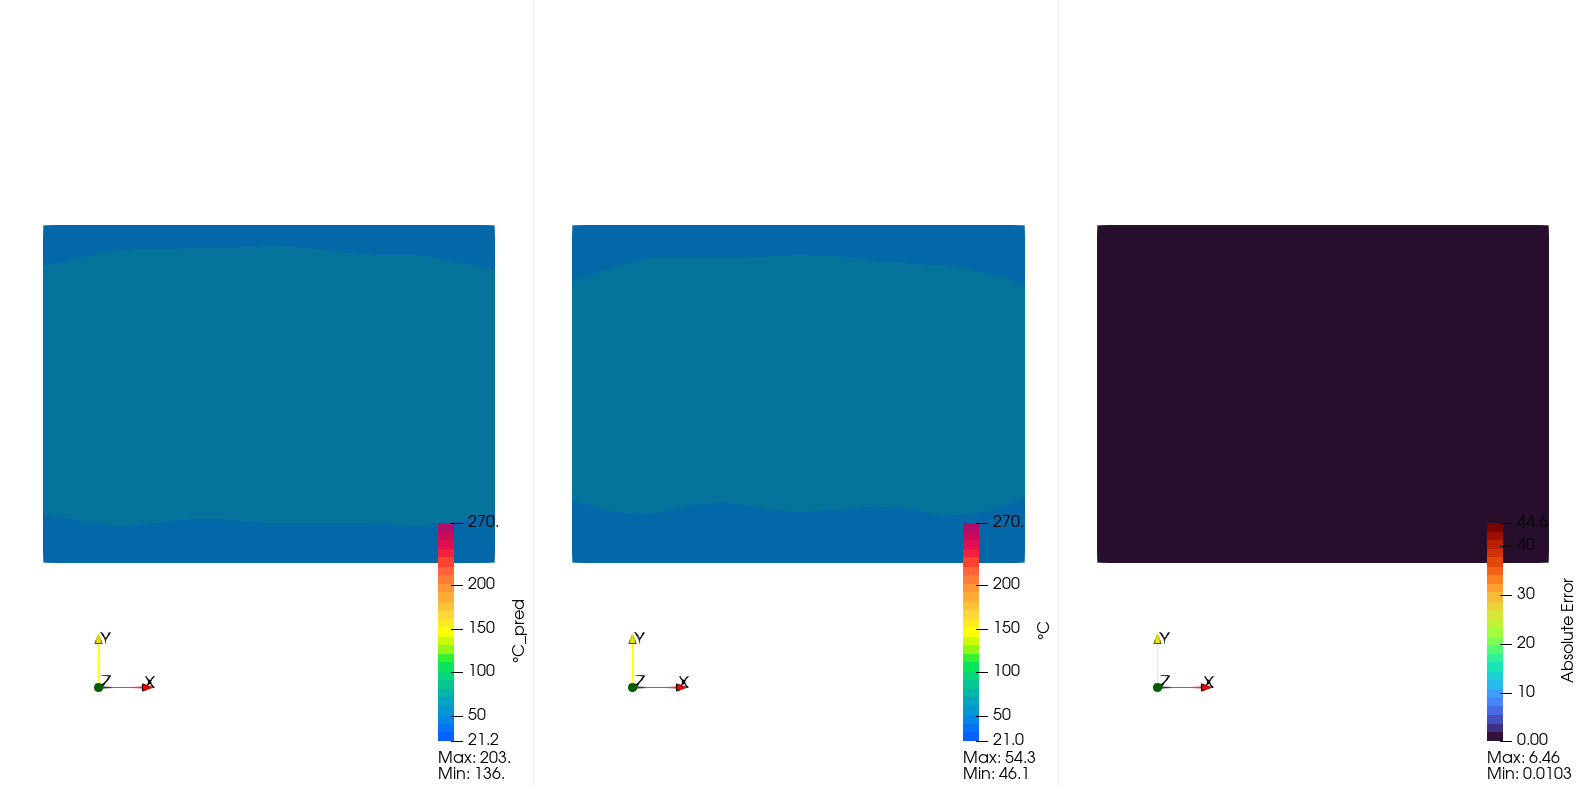 270.
200
150
100
50
21.2
°C_pred
Max: 203.
Min: 136.
Y
Z
X
270.
200
150
100
50
21.0
°C
Max: 54.3
Min: 46.1
Y
Z
X
44.6
40
30
20
10
0.00
Absolute Error
Max: 6.46
Min: 0.0103
Y
Z
X